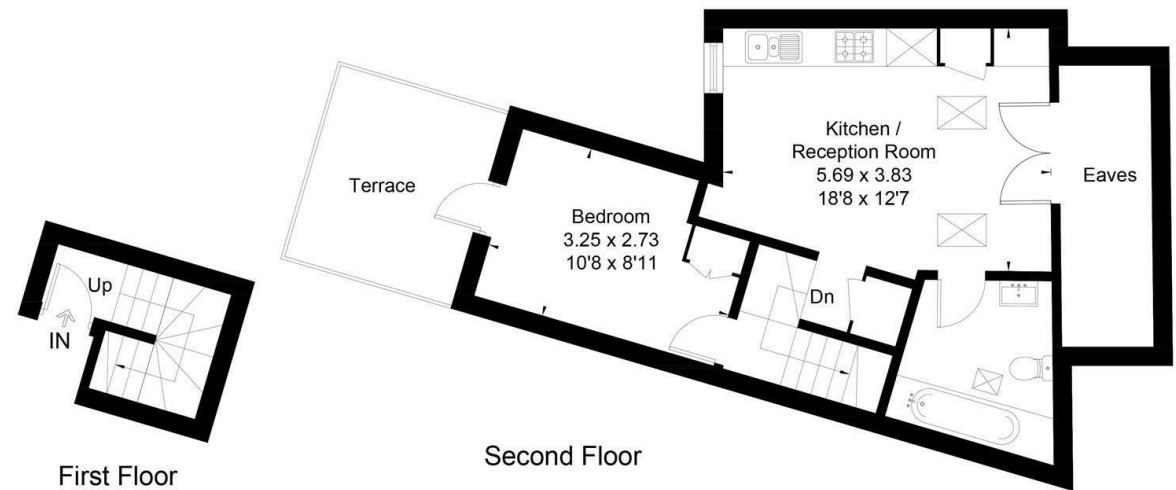 Kitchen /
Reception Room
5.69 x 3.83
18'8 x 12'7
Eaves
Terrace
Bedroom
3.25 x 2.73
10'8 x 8'11
Dn
Up
IN
First Floor
Second Floor